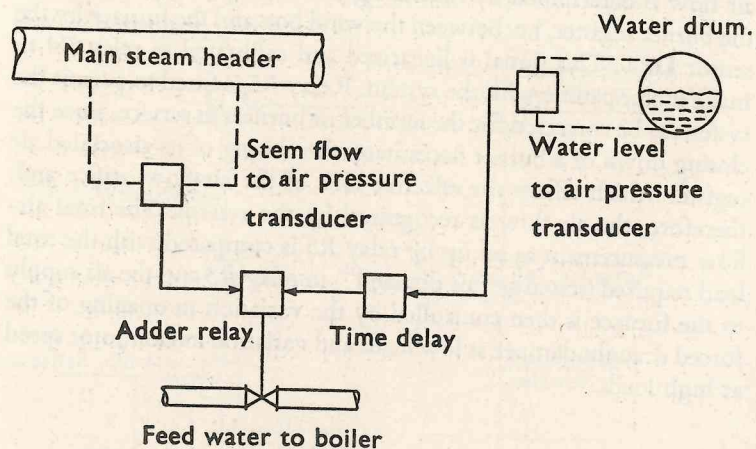 Water drum.
Main steam header
Stem flow
to air pressure
transducer
Water level
to air pressure
transducer
Adder relay
Time delay
Feed water to boiler